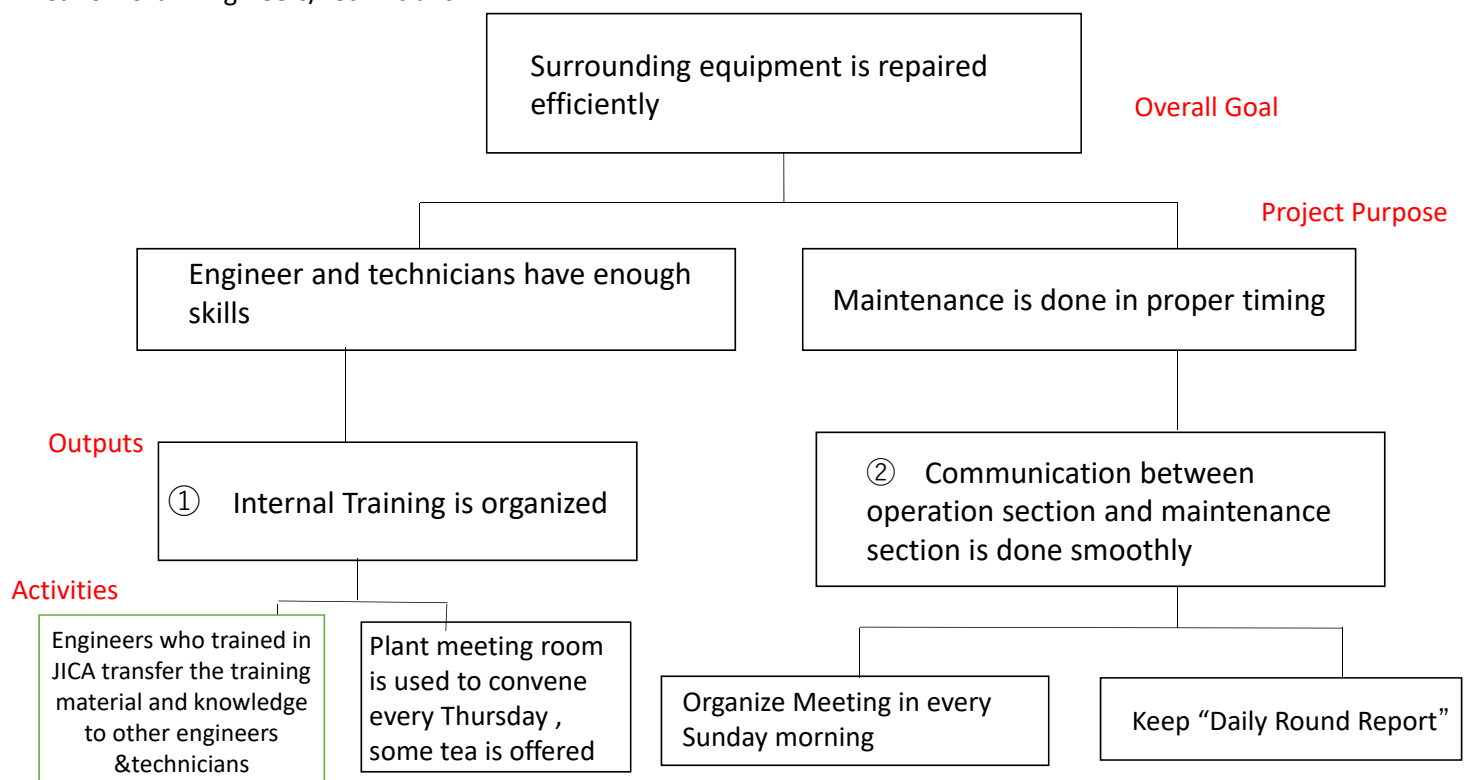 Surrounding equipment is repaired
efficiently
Overall Goal
Project Purpose
Engineer and technicians have enough
skills
Maintenance is done in proper timing
Outputs
① Internal Training is organized
② Communication between
operation section and maintenance
section is done smoothly
Activities
Engineers who trained in
JICA transfer the training
material and knowledge
to other engineers
&technicians
Plant meeting room
is used to convene
every Thursday ,
some tea is offered
Organize Meeting in every
Sunday morning
Keep “Daily Round Report”